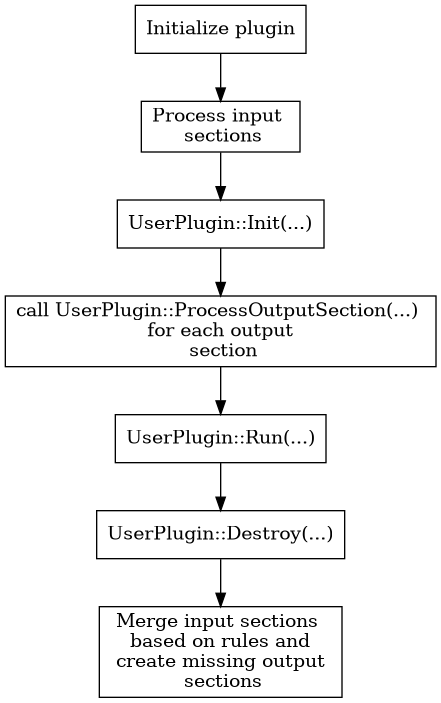 Initialize plugin
Process input
sections
UserPlugin::Init(...)
call UserPlugin::ProcessOutputSection(...)
for each output
section
UserPlugin::Run(...)
UserPlugin::Destroy(...)
Merge input sections
based on rules and
create missing output
sections